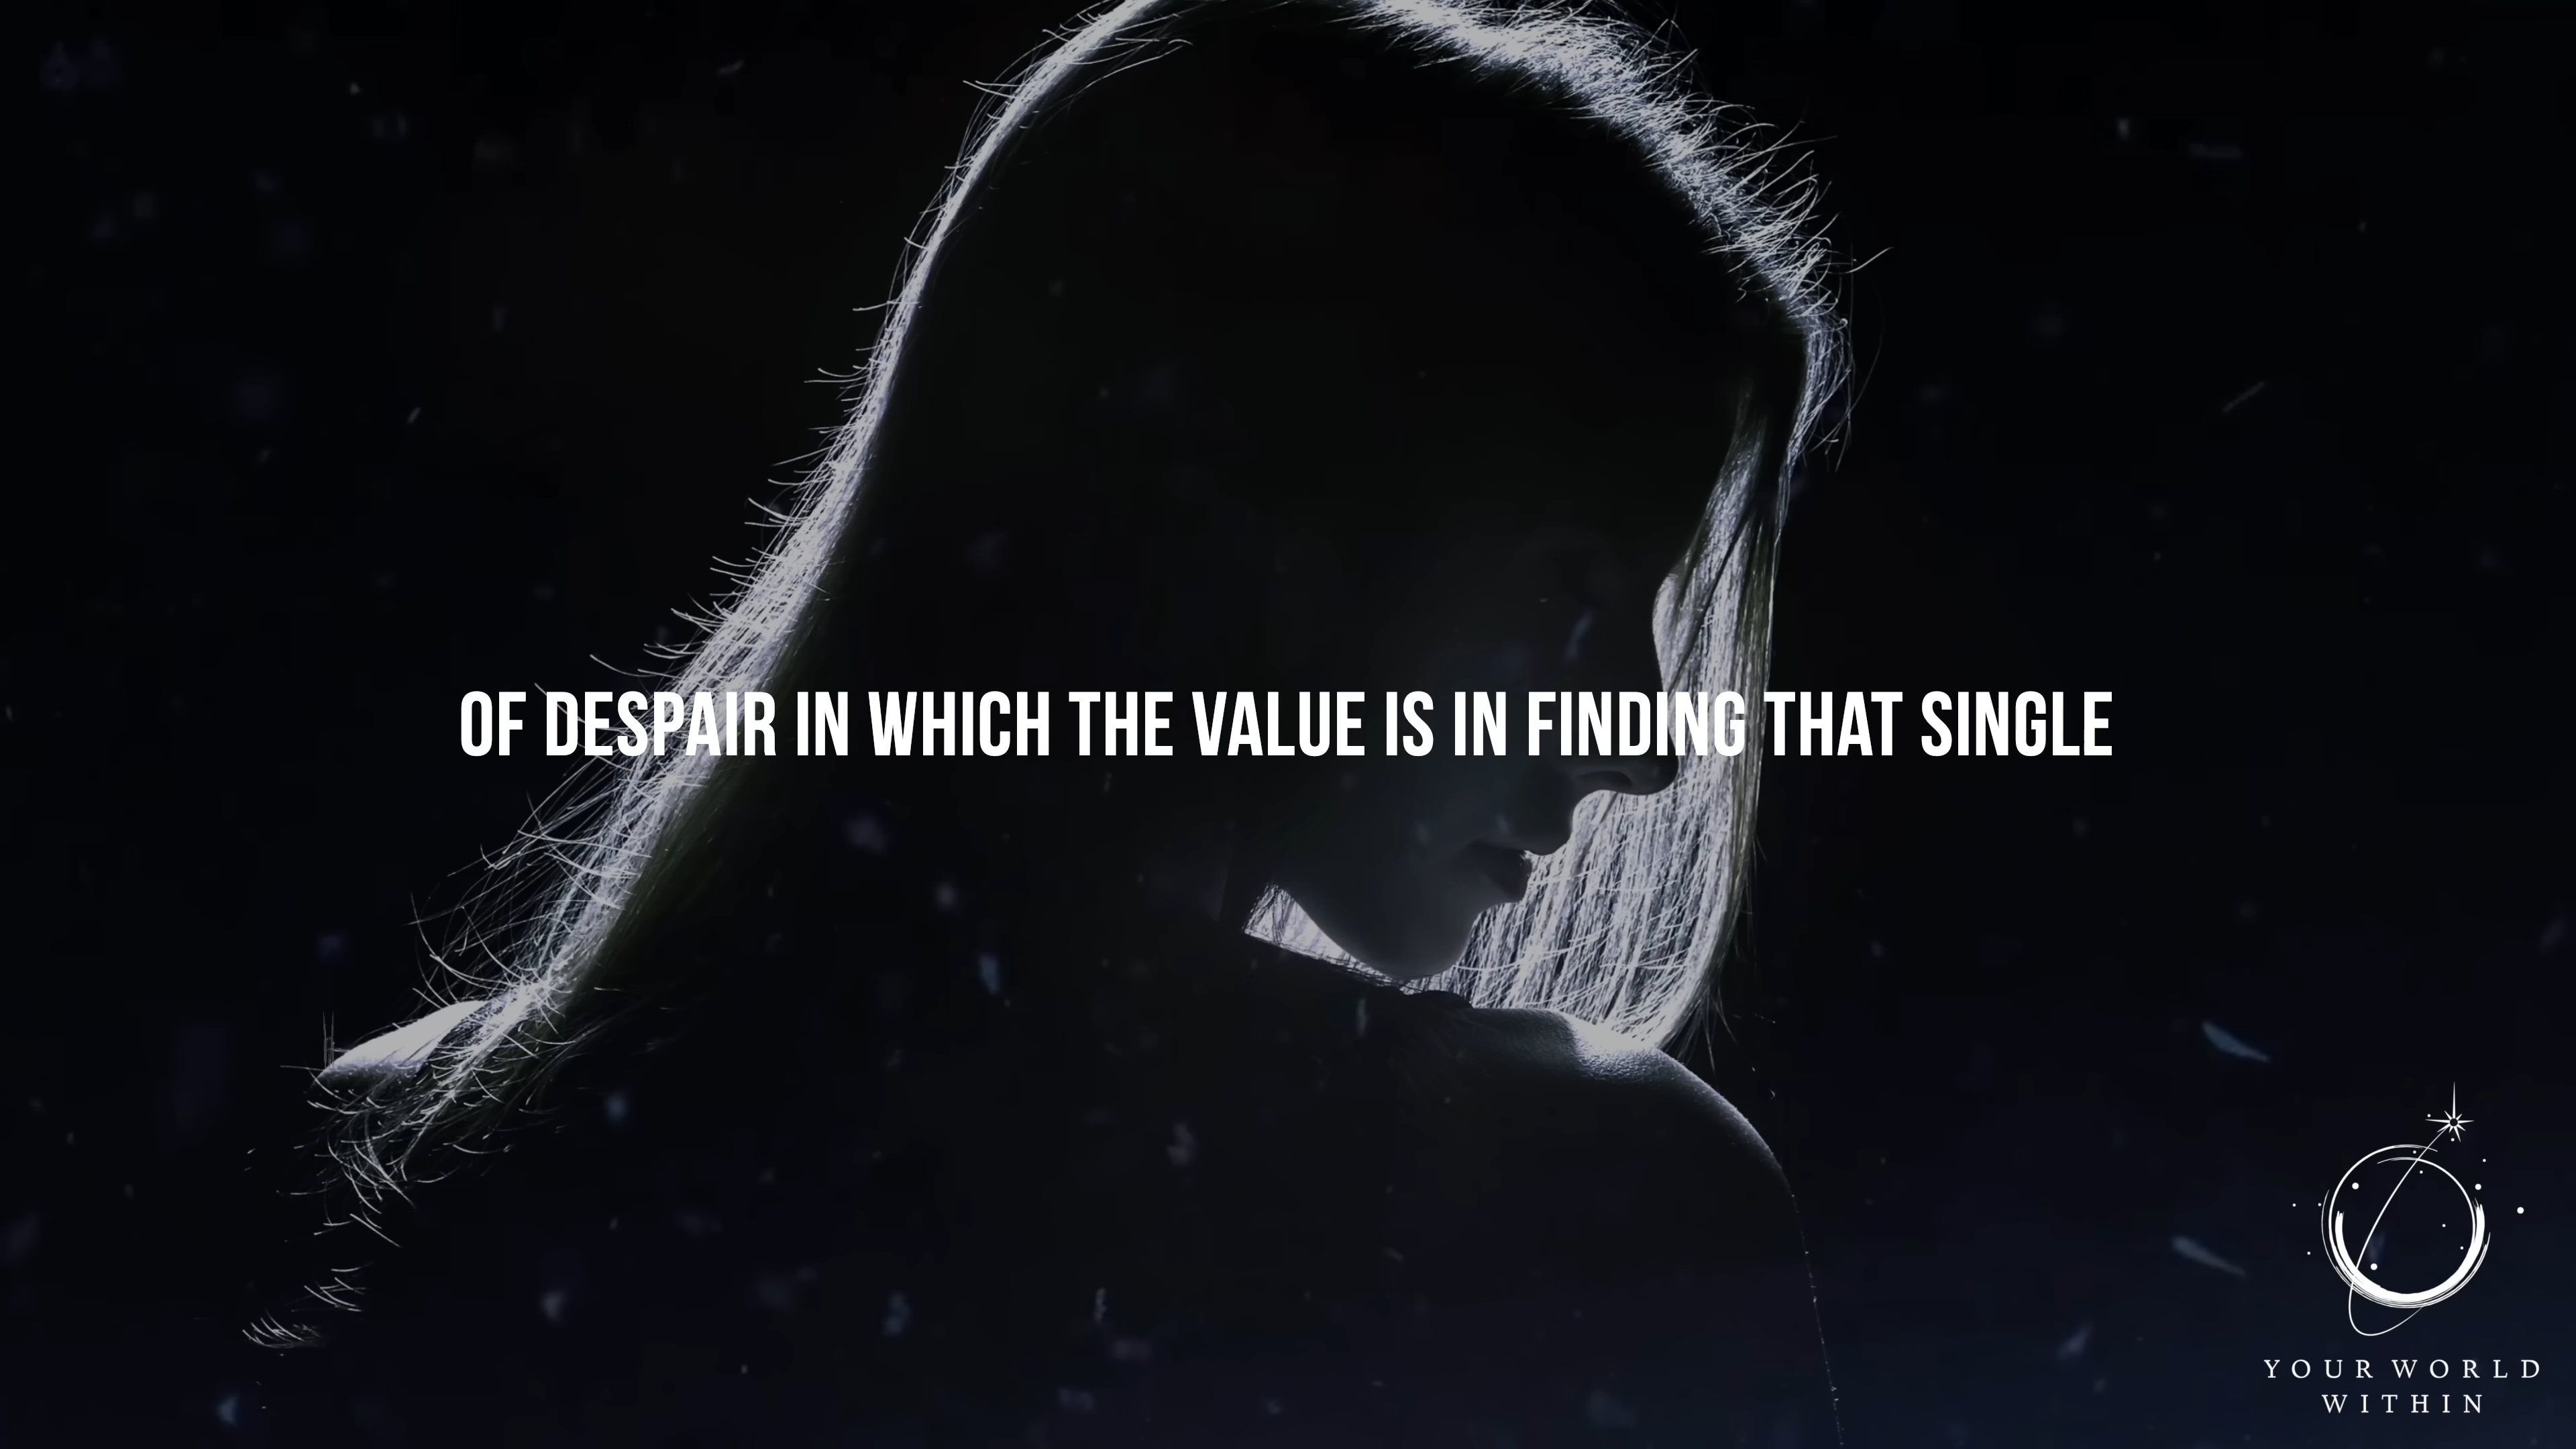 OF DESPAIR IN WHICH THE VALUE IS IN FINDING THAT SINGLE
YOUR WORLD
WITHIN